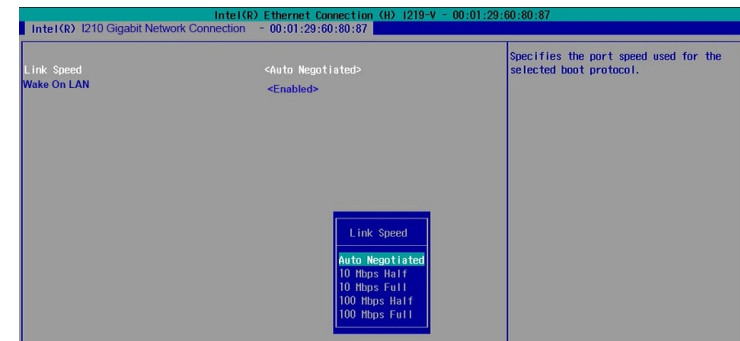 Intel(R) Ethernet Connection (H) I219-V - 00:01:29:60:80:87
Intel(R) I210 Gigabit Network Connection - 00:01:29:60:80:87
Specifies the port speed used for the
selected boot protocol.
Link Speed <Auto Negotiated>
Wake On LAN <Enabled>
Link Speed
Auto Negotiated
10 Mbps Half
10 Mbps Full
100 Mbps Half
100 Mbps Full